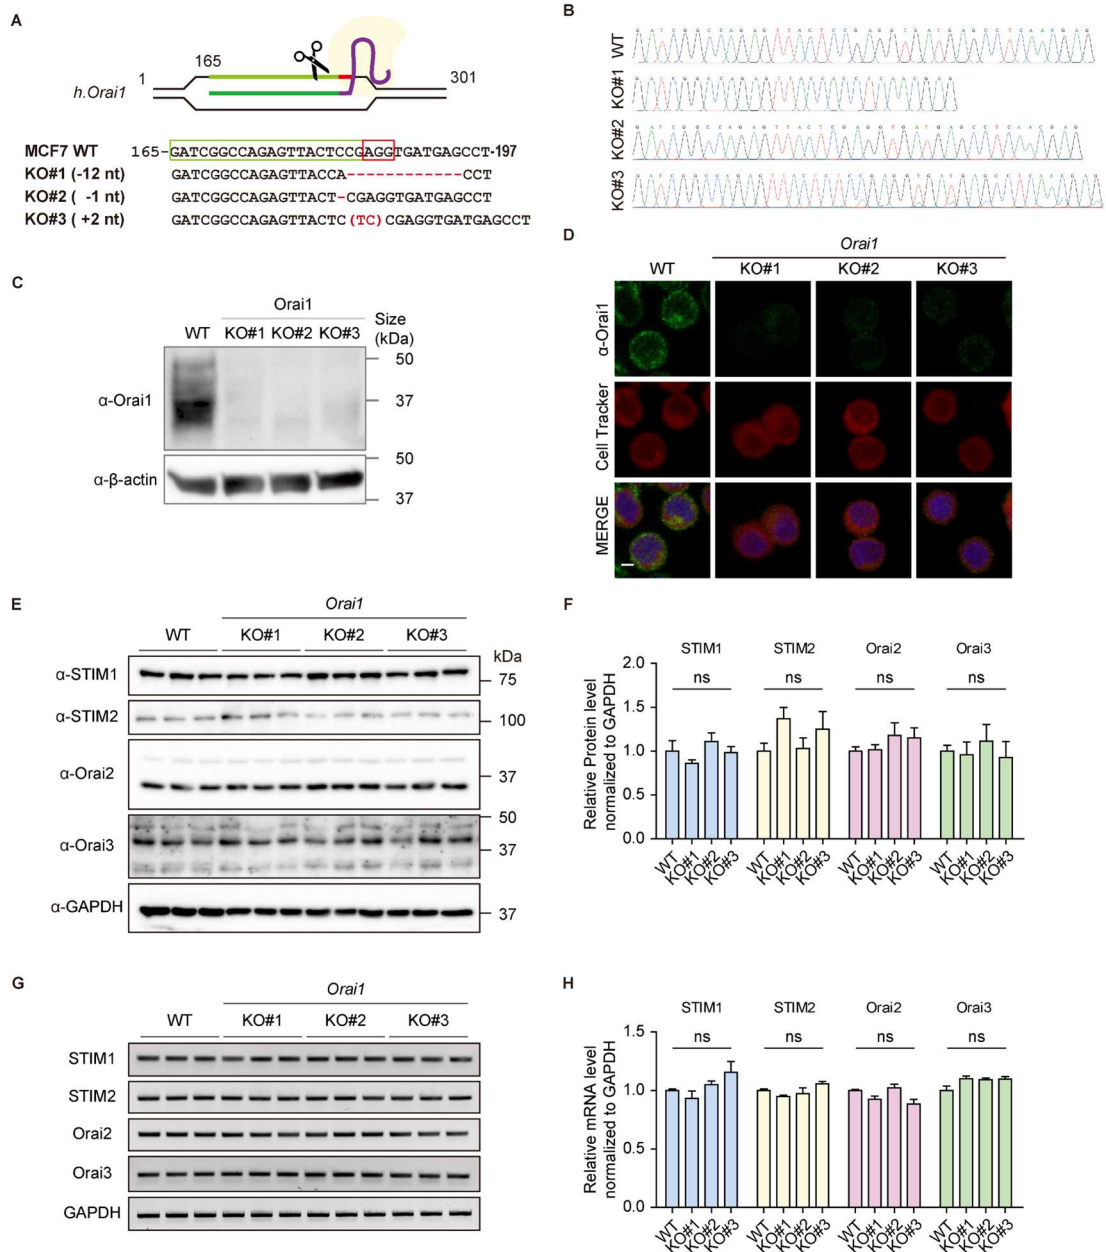 A
165
1
301
h.Orai1
MCF7 WT 165-GATCGGCCAGAGTTACTCCGAGGTGATGAGCCT-197
KO#1 (-12 nt) GATCGGCCAGAGTTACCA------------CCT
KO#2 ( -1 nt) GATCGGCCAGAGTTACT-CGAGGTGATGAGCCT
KO#3 ( +2 nt) GATCGGCCAGAGTTACTC(TC)CGAGGTGATGAGCCT
B
WT
GATCGGCCAGAGTTACTCCGAGGTGATGAGCCTCAACGAG
KO#1
GATCGGCCAGAGTTACCACCTCAACGAG
KO#2
GATCGGCCAGAGTTACTCGAGGTGATGAGCCTCAACGAG
KO#3
C
Orai1
WT KO#1 KO#2 KO#3
Size
(kDa)
50
α-Orai1
37
50
α-β-actin
37
D
Orai1
WT KO#1 KO#2 KO#3
α-Orai1
Cell Tracker
MERGE
E
Orai1
WT KO#1 KO#2 KO#3
kDa
α-STIM1
75
α-STIM2
100
α-Orai2
37
50
α-Orai3
37
α-GAPDH
37
F
STIM1 STIM2 Orai2 Orai3
ns ns ns ns
Relative Protein level
normalized to GAPDH
2.0
1.5
1.0
0.5
0.0
WT KO#1 KO#2 KO#3 WT KO#1 KO#2 KO#3 WT KO#1 KO#2 KO#3 WT KO#1 KO#2 KO#3
G
Orai1
WT KO#1 KO#2 KO#3
STIM1
STIM2
Orai2
Orai3
GAPDH
H
STIM1 STIM2 Orai2 Orai3
ns ns ns ns
Relative mRNA level
normalized to GAPDH
1.5
1.0
0.5
0.0
WT KO#1 KO#2 KO#3 WT KO#1 KO#2 KO#3 WT KO#1 KO#2 KO#3 WT KO#1 KO#2 KO#3